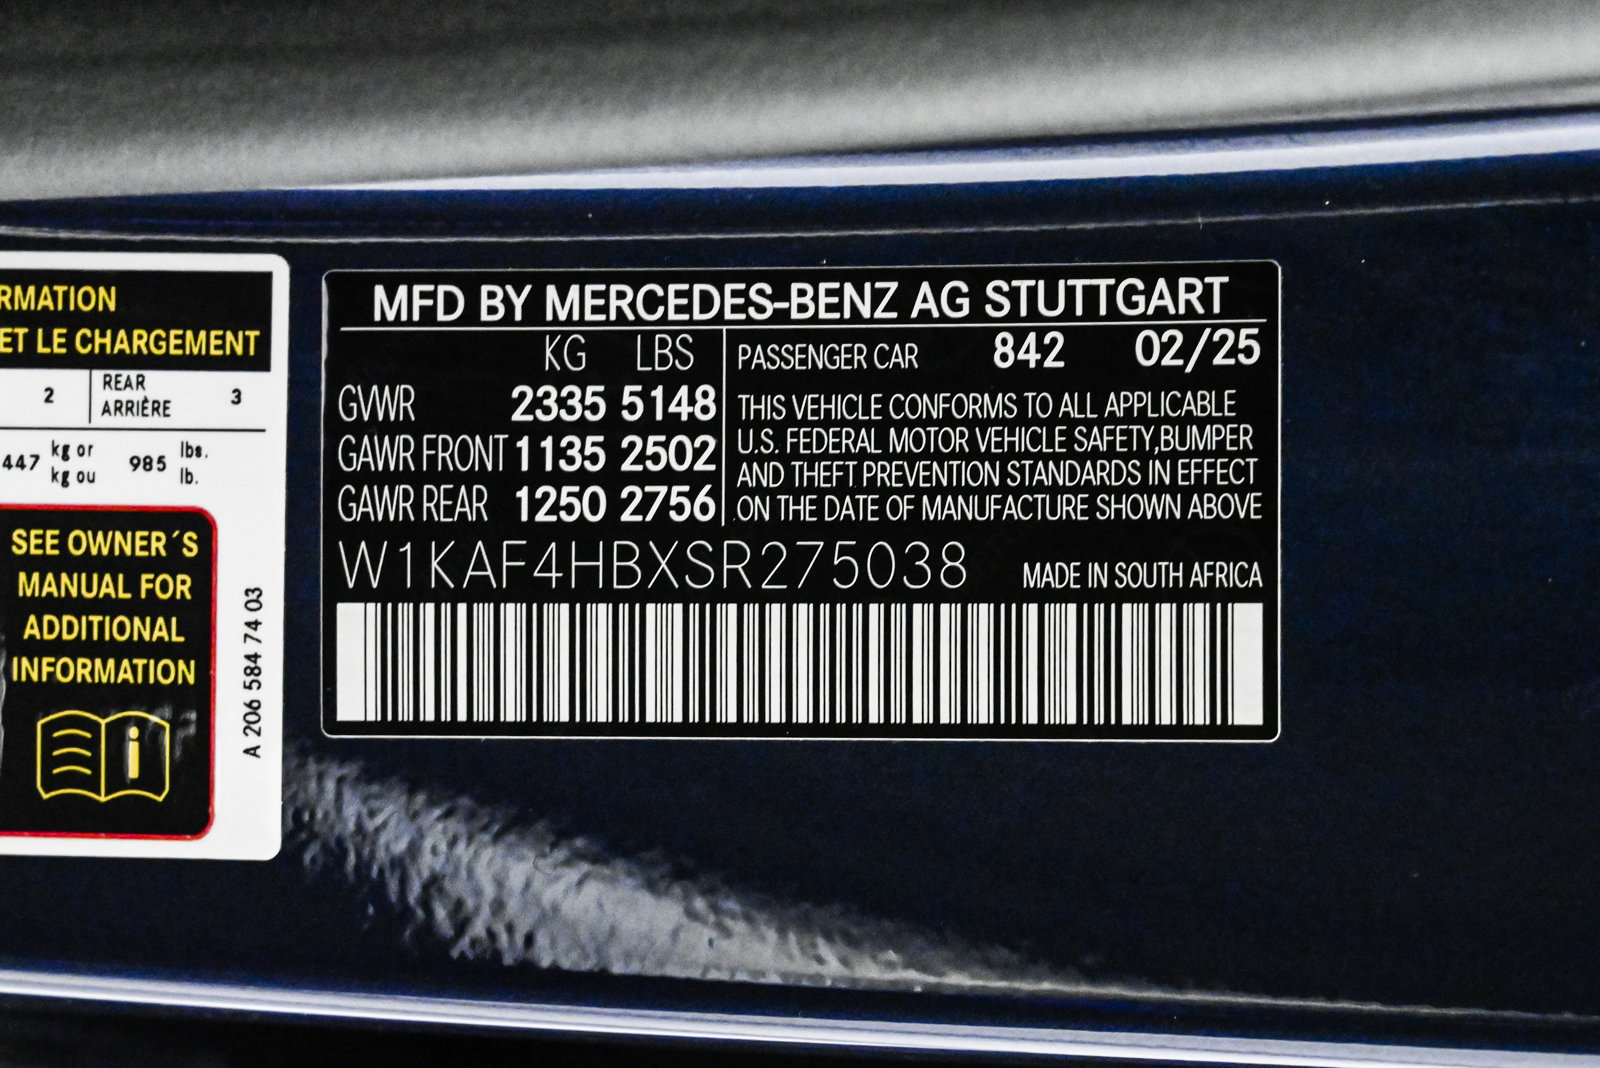 RMATION
ET LE CHARGEMENT
2 REAR
ARRIÈRE 3
447 kg or
kg ou 985 lbs.
lb.
SEE OWNER´S
MANUAL FOR
ADDITIONAL
INFORMATION
i
A 206 584 74 03
MFD BY MERCEDES-BENZ AG STUTTGART
KG LBS
GVWR 2335 5148
GAWR FRONT 1135 2502
GAWR REAR 1250 2756
PASSENGER CAR 842 02/25
THIS VEHICLE CONFORMS TO ALL APPLICABLE
U.S. FEDERAL MOTOR VEHICLE SAFETY,BUMPER
AND THEFT PREVENTION STANDARDS IN EFFECT
ON THE DATE OF MANUFACTURE SHOWN ABOVE
W1KAF4HBXSR275038 MADE IN SOUTH AFRICA